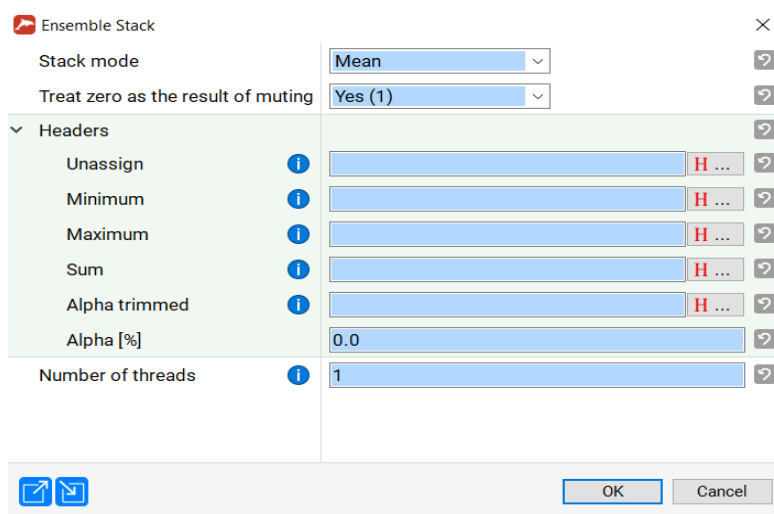 Ensemble Stack
Stack mode Mean
Treat zero as the result of muting Yes (1)
Headers
Unassign H ...
Minimum H ...
Maximum H ...
Sum H ...
Alpha trimmed H ...
Alpha [%] 0.0
Number of threads 1
OK Cancel